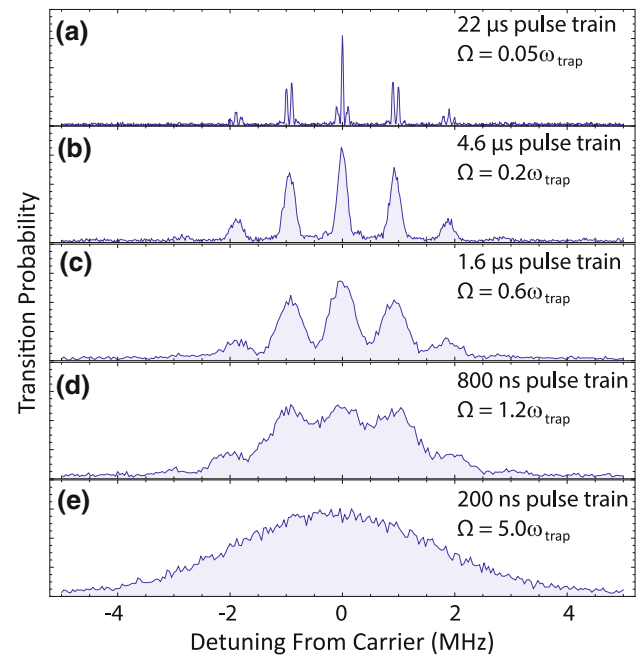 (a)
22 μs pulse train
Ω = 0.05ω_trap
(b)
4.6 μs pulse train
Ω = 0.2ω_trap
(c)
1.6 μs pulse train
Ω = 0.6ω_trap
(d)
800 ns pulse train
Ω = 1.2ω_trap
(e)
200 ns pulse train
Ω = 5.0ω_trap
Transition Probability
-4 -2 0 2 4
Detuning From Carrier (MHz)